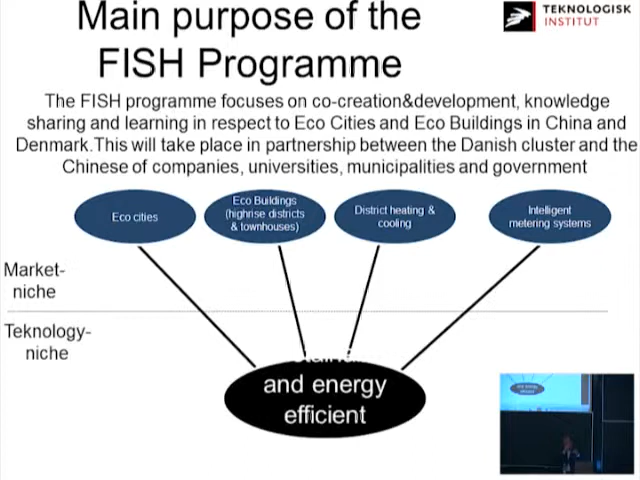 Main purpose of the
FISH Programme
TEKNOLOGISK
INSTITUT
The FISH programme focuses on co-creation&development, knowledge
sharing and learning in respect to Eco Cities and Eco Buildings in China and
Denmark.This will take place in partnership between the Danish cluster and the
Chinese of companies, universities, municipalities and government
Eco cities
Eco Buildings
(highrise districts
& townhouses)
District heating &
cooling
Intelligent
metering systems
Market-
niche
Teknology-
niche
and energy
efficient